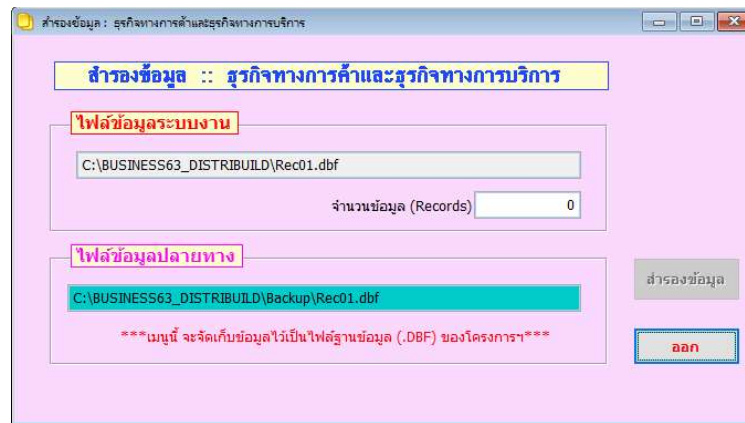 สำรองข้อมูล : ธุรกิจทางการค้าและธุรกิจทางการบริการ
สำรองข้อมูล :: ธุรกิจทางการค้าและธุรกิจทางการบริการ
ไฟล์ข้อมูลระบบงาน
C:\BUSINESS63_DISTRIBUILD\Rec01.dbf
จำนวนข้อมูล (Records) 0
ไฟล์ข้อมูลปลายทาง
C:\BUSINESS63_DISTRIBUILD\Backup\Rec01.dbf
สำรองข้อมูล
***เมนูนี้ จะจัดเก็บข้อมูลไว้เป็นไฟล์ฐานข้อมูล (.DBF) ของโครงการฯ***
ออก